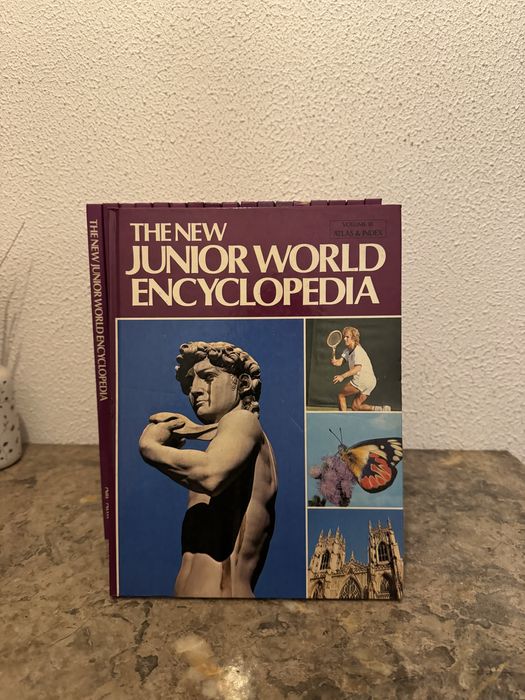 THE NEW
JUNIOR WORLD
ENCYCLOPEDIA
ATLAS & INDEX
THE NEW JUNIOR WORLD ENCYCLOPEDIA